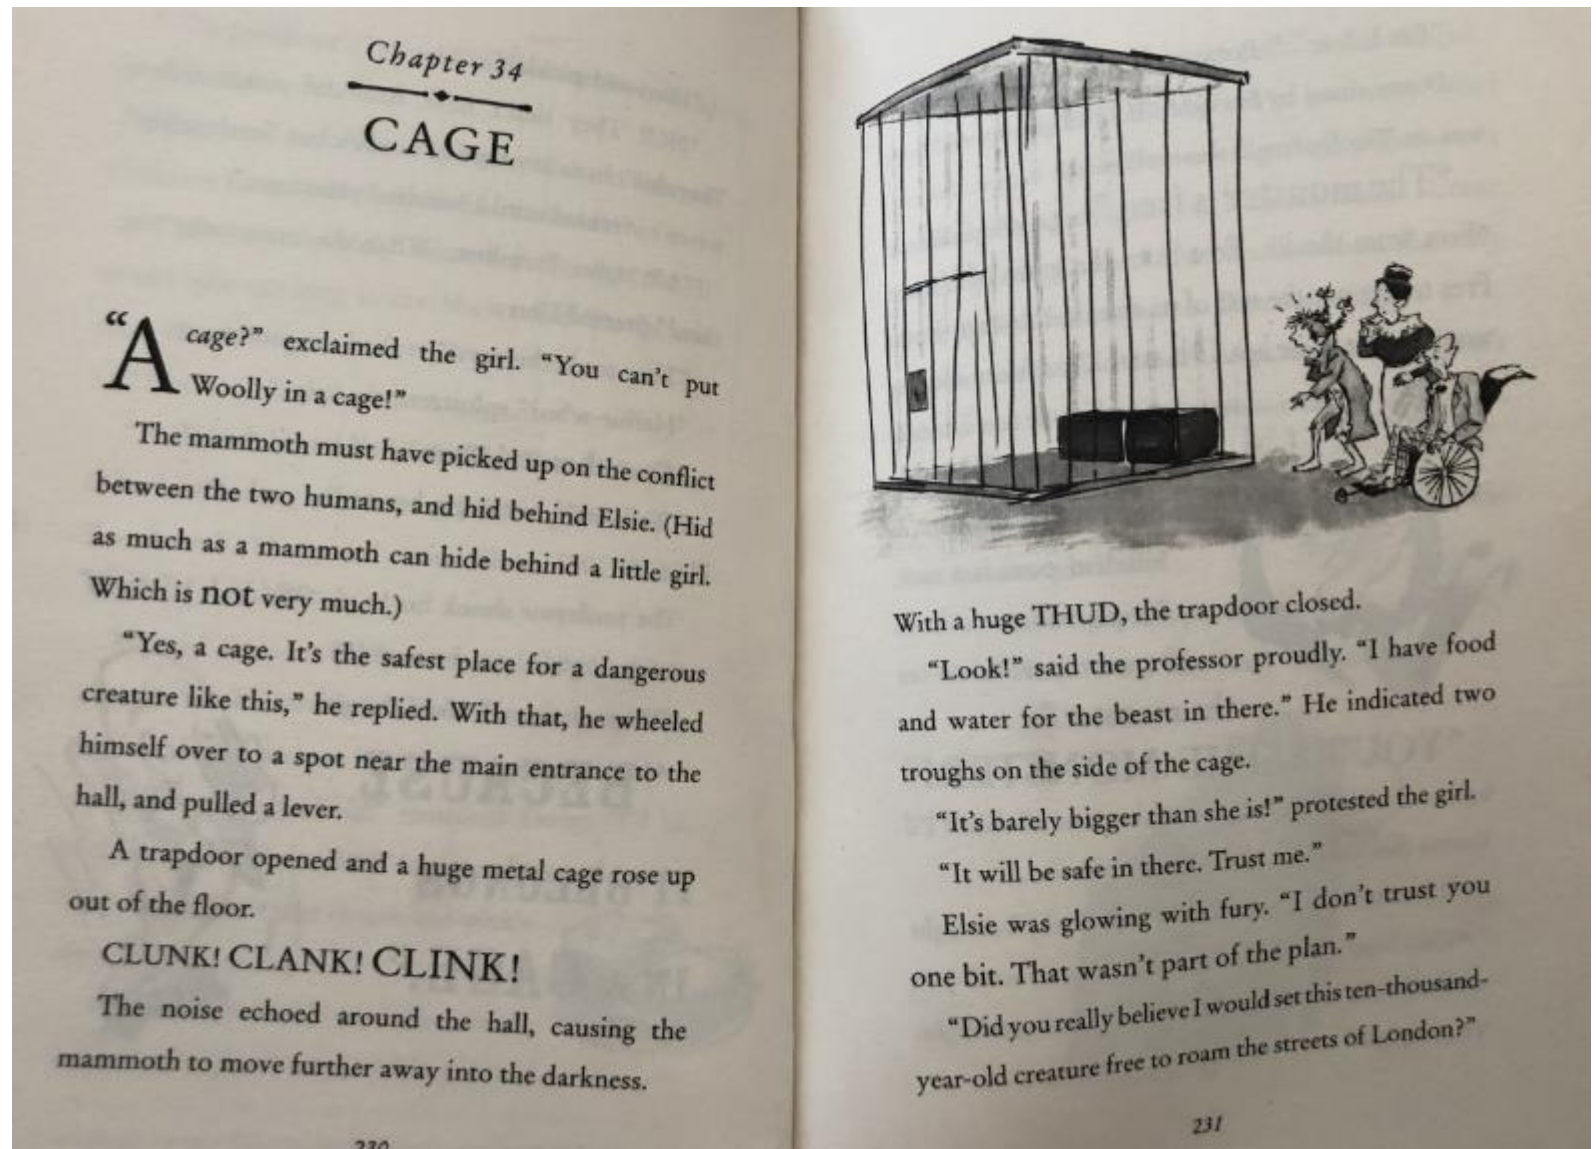 Chapter 34
CAGE
“A cage?” exclaimed the girl. “You can’t put
Woolly in a cage!”
The mammoth must have picked up on the conflict
between the two humans, and hid behind Elsie. (Hid
as much as a mammoth can hide behind a little girl.
Which is not very much.)
“Yes, a cage. It’s the safest place for a dangerous
creature like this,” he replied. With that, he wheeled
himself over to a spot near the main entrance to the
hall, and pulled a lever.
A trapdoor opened and a huge metal cage rose up
out of the floor.
CLUNK! CLANK! CLINK!
The noise echoed around the hall, causing the
mammoth to move further away into the darkness.
230
With a huge THUD, the trapdoor closed.
“Look!” said the professor proudly. “I have food
and water for the beast in there.” He indicated two
troughs on the side of the cage.
“It’s barely bigger than she is!” protested the girl.
“It will be safe in there. Trust me.”
Elsie was glowing with fury. “I don’t trust you
one bit. That wasn’t part of the plan.”
“Did you really believe I would set this ten-thousand-
year-old creature free to roam the streets of London?”
231